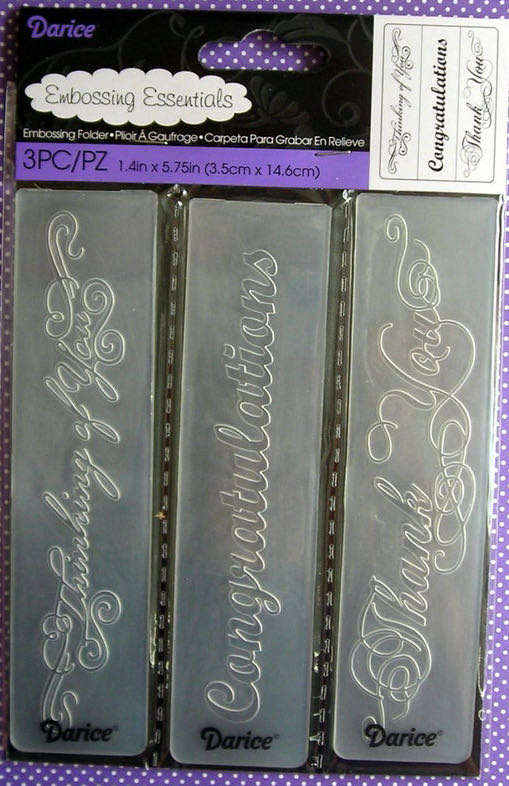 Darice
Embossing Essentials
Embossing Folder • Plioir À Gaufrage • Carpeta Para Grabar En Relieve
3PC/PZ 1.4in x 5.75in (3.5cm x 14.6cm)
Thinking of You
Congratulations
Thank You
Thinking of You
Congratulations
Thank You
Darice®
Darice®
Darice®